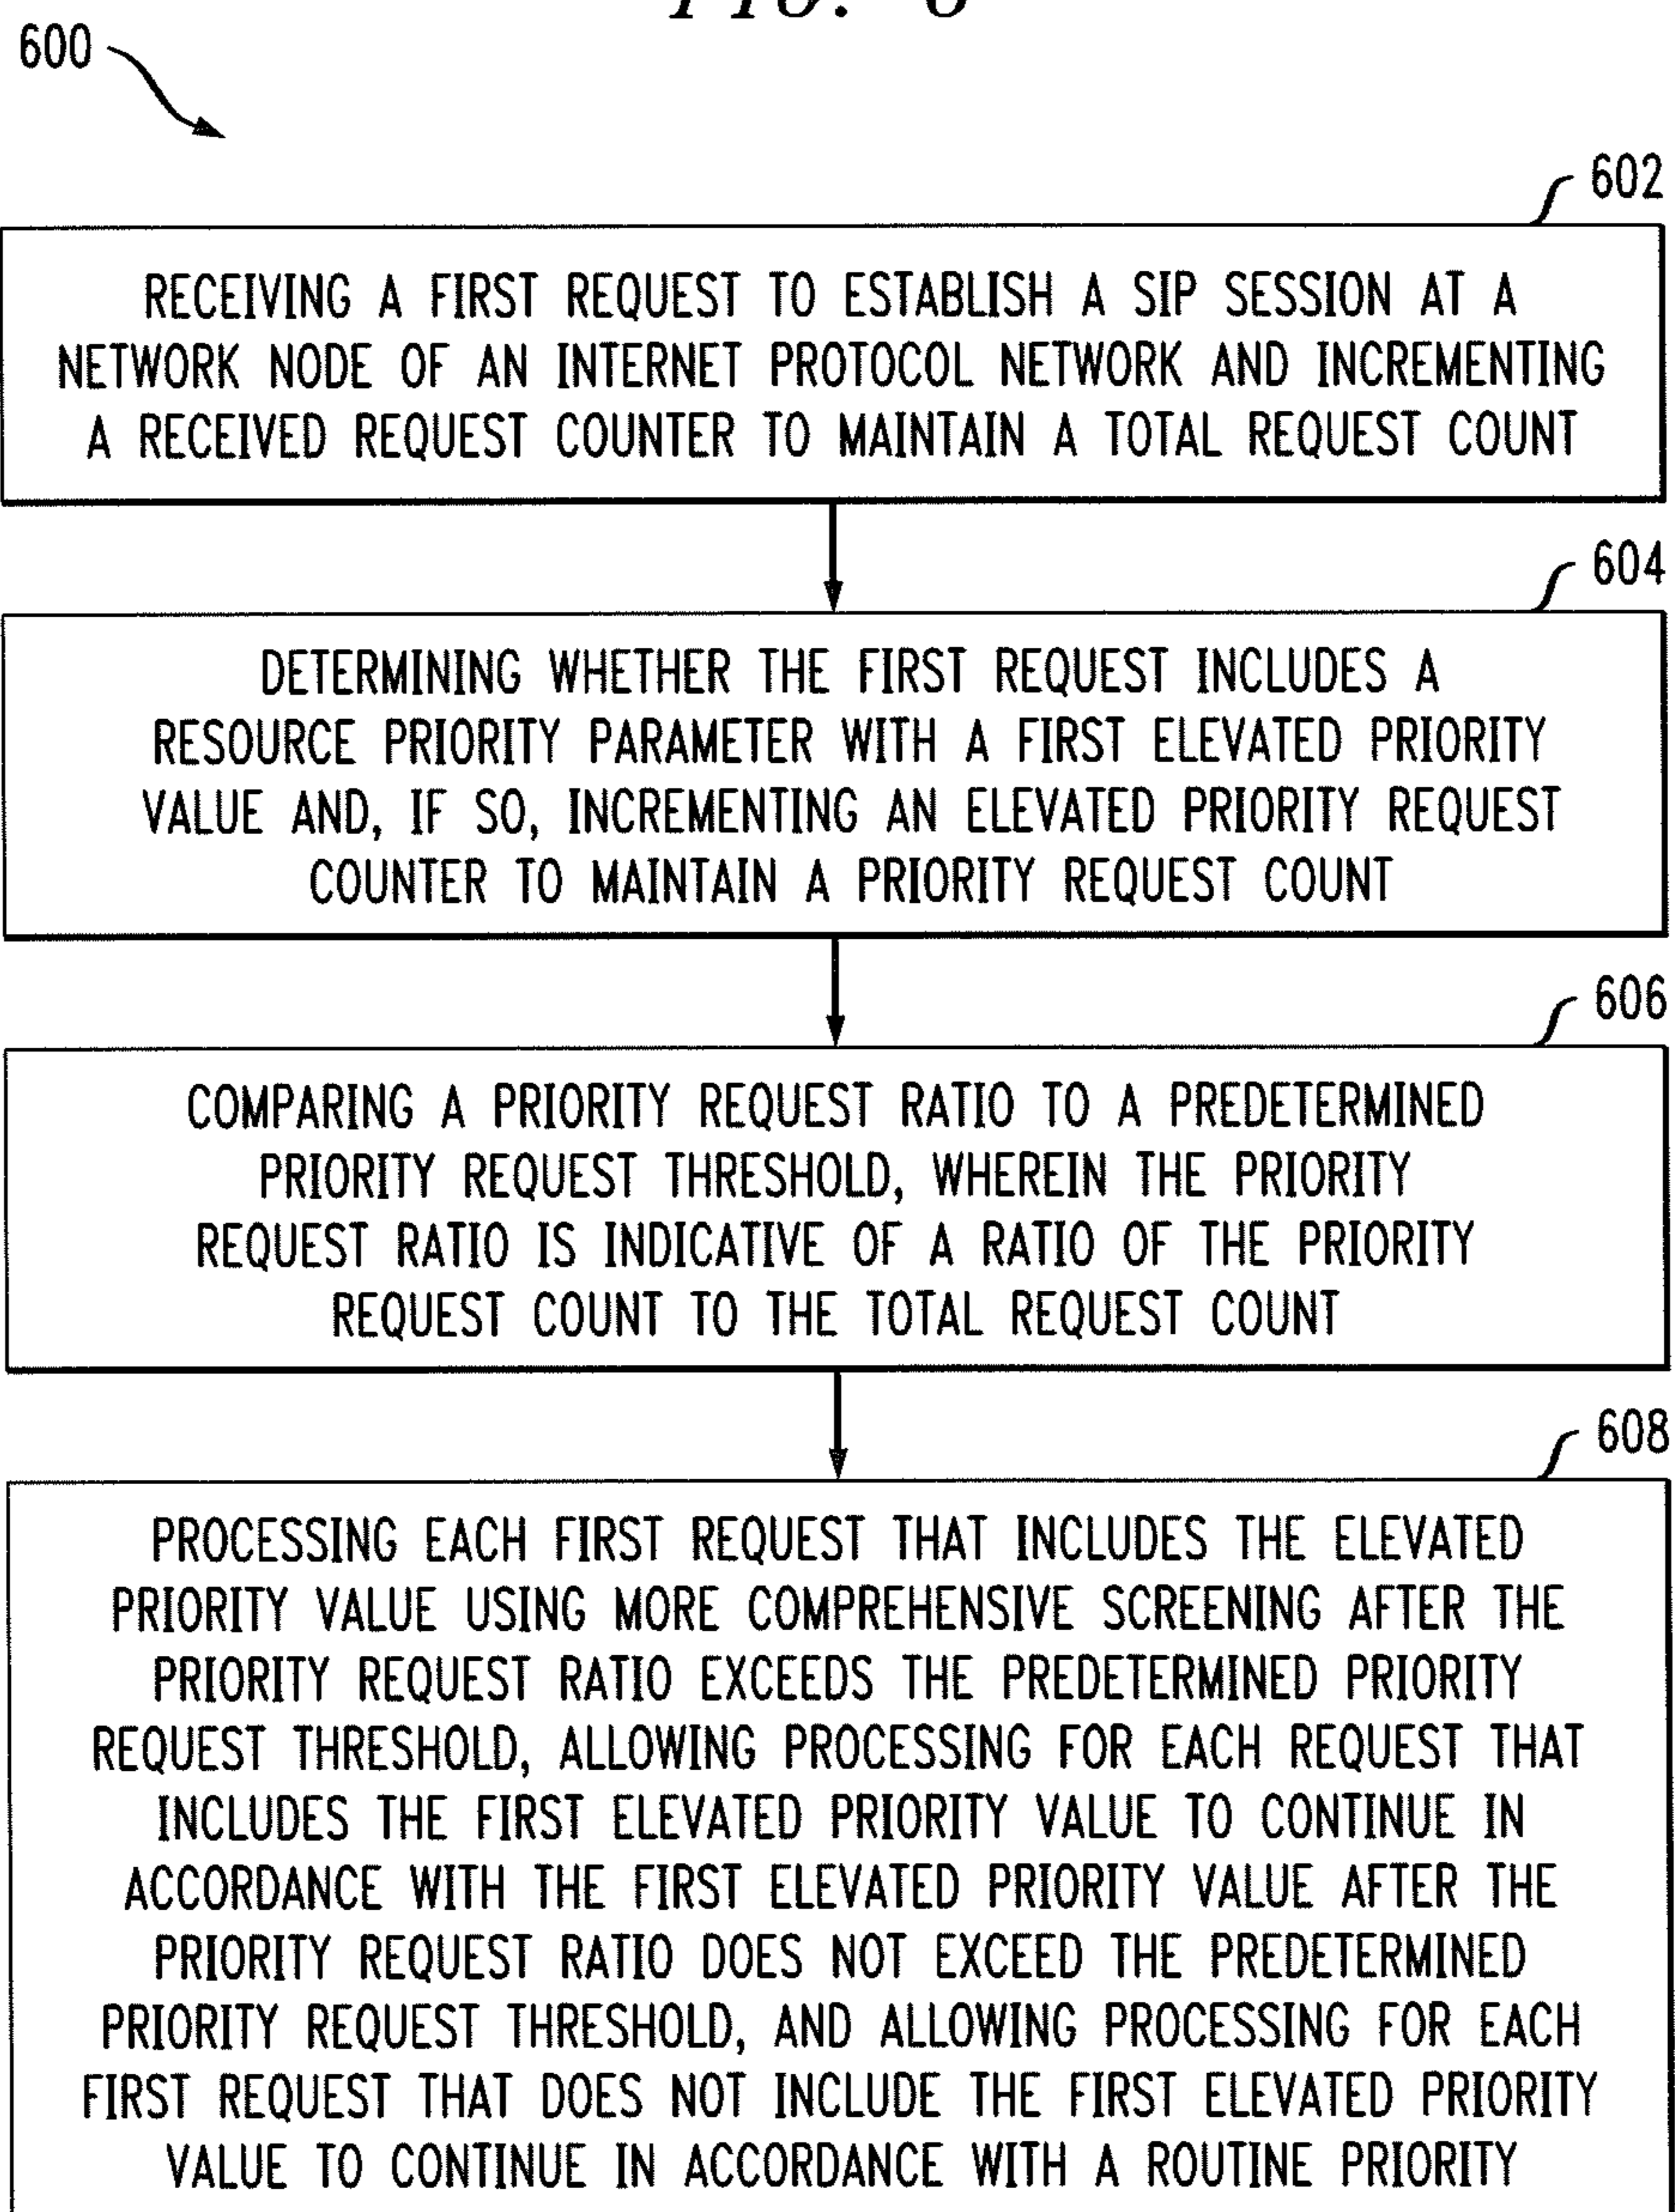 FIG. 6
600
602
RECEIVING A FIRST REQUEST TO ESTABLISH A SIP SESSION AT A
NETWORK NODE OF AN INTERNET PROTOCOL NETWORK AND INCREMENTING
A RECEIVED REQUEST COUNTER TO MAINTAIN A TOTAL REQUEST COUNT
604
DETERMINING WHETHER THE FIRST REQUEST INCLUDES A
RESOURCE PRIORITY PARAMETER WITH A FIRST ELEVATED PRIORITY
VALUE AND, IF SO, INCREMENTING AN ELEVATED PRIORITY REQUEST
COUNTER TO MAINTAIN A PRIORITY REQUEST COUNT
606
COMPARING A PRIORITY REQUEST RATIO TO A PREDETERMINED
PRIORITY REQUEST THRESHOLD, WHEREIN THE PRIORITY
REQUEST RATIO IS INDICATIVE OF A RATIO OF THE PRIORITY
REQUEST COUNT TO THE TOTAL REQUEST COUNT
608
PROCESSING EACH FIRST REQUEST THAT INCLUDES THE ELEVATED
PRIORITY VALUE USING MORE COMPREHENSIVE SCREENING AFTER THE
PRIORITY REQUEST RATIO EXCEEDS THE PREDETERMINED PRIORITY
REQUEST THRESHOLD, ALLOWING PROCESSING FOR EACH REQUEST THAT
INCLUDES THE FIRST ELEVATED PRIORITY VALUE TO CONTINUE IN
ACCORDANCE WITH THE FIRST ELEVATED PRIORITY VALUE AFTER THE
PRIORITY REQUEST RATIO DOES NOT EXCEED THE PREDETERMINED
PRIORITY REQUEST THRESHOLD, AND ALLOWING PROCESSING FOR EACH
FIRST REQUEST THAT DOES NOT INCLUDE THE FIRST ELEVATED PRIORITY
VALUE TO CONTINUE IN ACCORDANCE WITH A ROUTINE PRIORITY